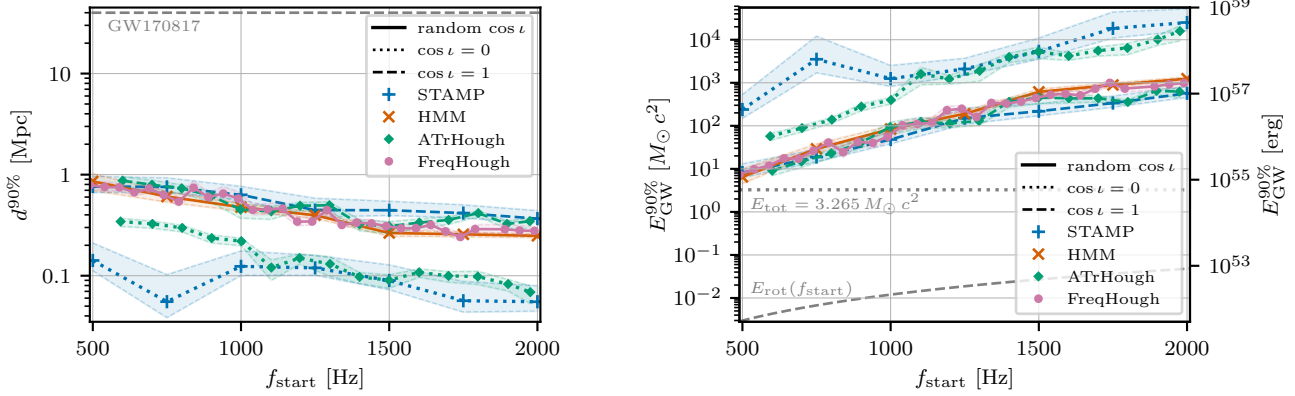 GW170817
random cos ι
cos ι = 0
cos ι = 1
STAMP
HMM
ATrHough
FreqHough
10
1
0.1
d^90% [Mpc]
500
1000
1500
2000
f_start [Hz]
10^4
10^3
10^2
10^1
10^0
10^−1
10^−2
E_GW^90% [M⊙ c^2]
random cos ι
cos ι = 0
cos ι = 1
STAMP
HMM
ATrHough
FreqHough
E_tot = 3.265 M⊙ c^2
E_rot(f_start)
500
1000
1500
2000
f_start [Hz]
10^59
10^57
10^55
10^53
E_GW^90% [erg]